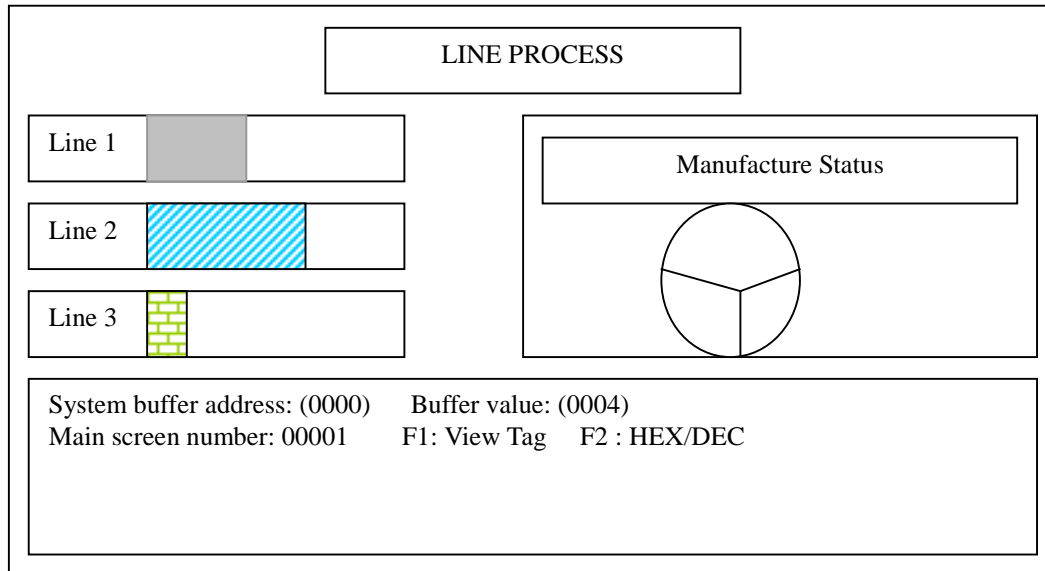 LINE PROCESS
Line 1
Line 2
Line 3
Manufacture Status
System buffer address: (0000) Buffer value: (0004)
Main screen number: 00001 F1: View Tag F2 : HEX/DEC